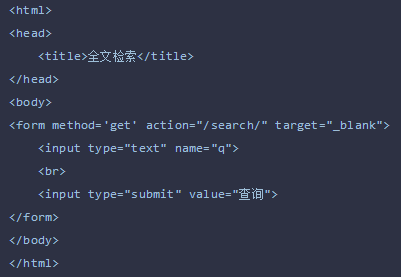 <html>
<head>
    <title>全文检索</title>
</head>
<body>
<form method='get' action="/search/" target="_blank">
    <input type="text" name="q">
    <br>
    <input type="submit" value="查询">
</form>
</body>
</html>